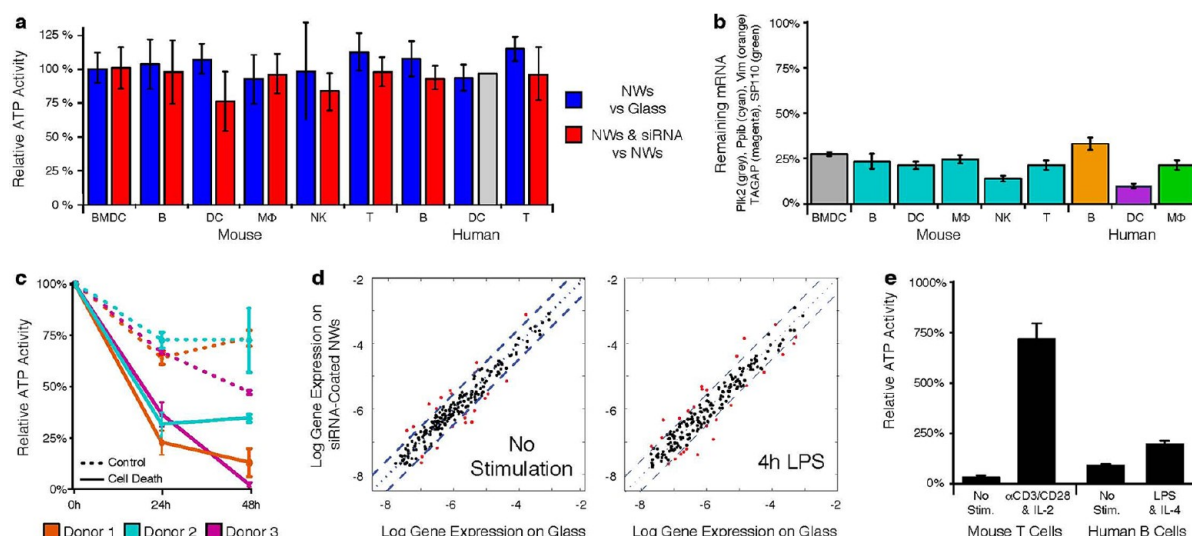 a
Relative ATP Activity
125%
100%
75%
50%
25%
0%
BMDC B DC MΦ NK T B DC T
Mouse Human
NWs
vs Glass
NWs & siRNA
vs NWs
b
Remaining mRNA
Plk2 (grey), Ppib (cyan), Vim (orange)
TAGAP (magenta), SP110 (green)
100%
75%
50%
25%
0%
BMDC B DC MΦ NK T B DC MΦ
Mouse Human
c
Relative ATP Activity
100%
75%
50%
25%
0%
0h 24h 48h
Control
Cell Death
Donor 1 Donor 2 Donor 3
d
Log Gene Expression on
siRNA-Coated NWs
-2
-4
-6
-8
-8 -6 -4 -2
No
Stimulation
Log Gene Expression on Glass
-2
-4
-6
-8
-8 -6 -4 -2
4h LPS
Log Gene Expression on Glass
e
Relative ATP Activity
1000%
750%
500%
250%
0%
No
Stim.
αCD3/CD28
& IL-2
No
Stim.
LPS
& IL-4
Mouse T Cells Human B Cells